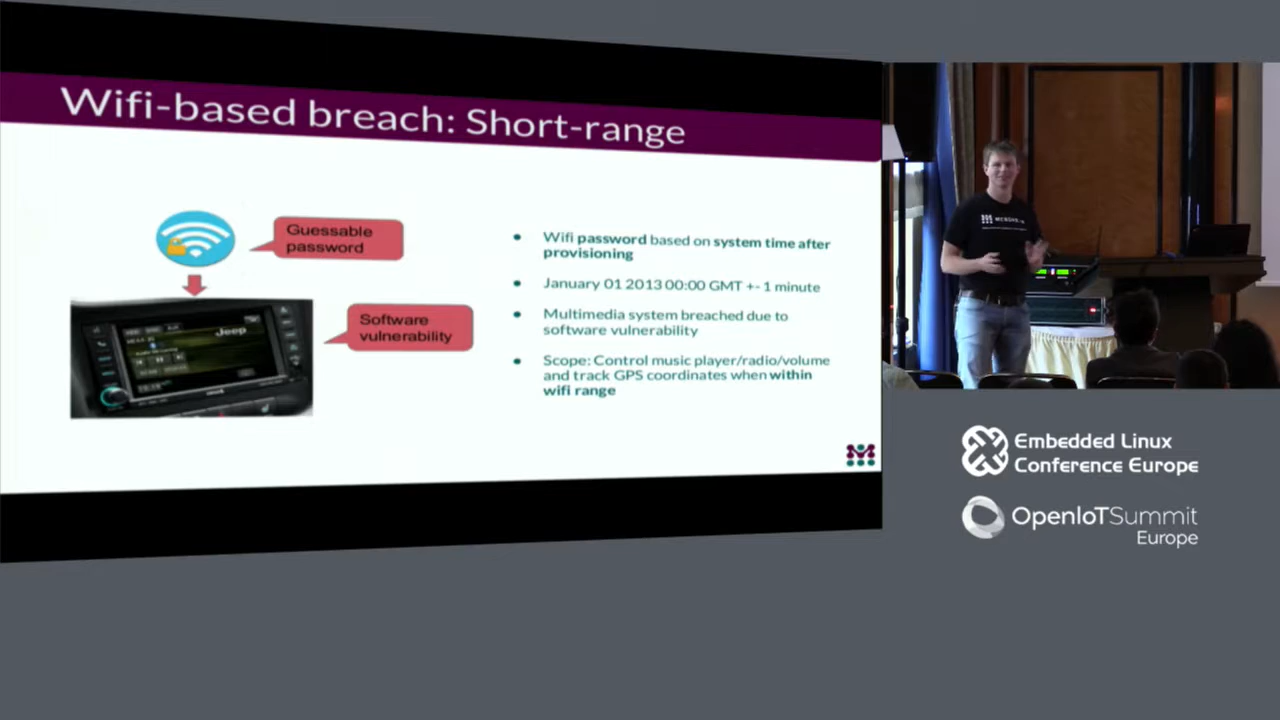 Wifi-based breach: Short-range
Guessable
password
Software
vulnerability
Jeep
• Wifi password based on system time after
provisioning
• January 01 2013 00:00 GMT +- 1 minute
• Multimedia system breached due to
software vulnerability
• Scope: Control music player/radio/volume
and track GPS coordinates when within
wifi range
Embedded Linux
Conference Europe
OpenIoTSummit
Europe